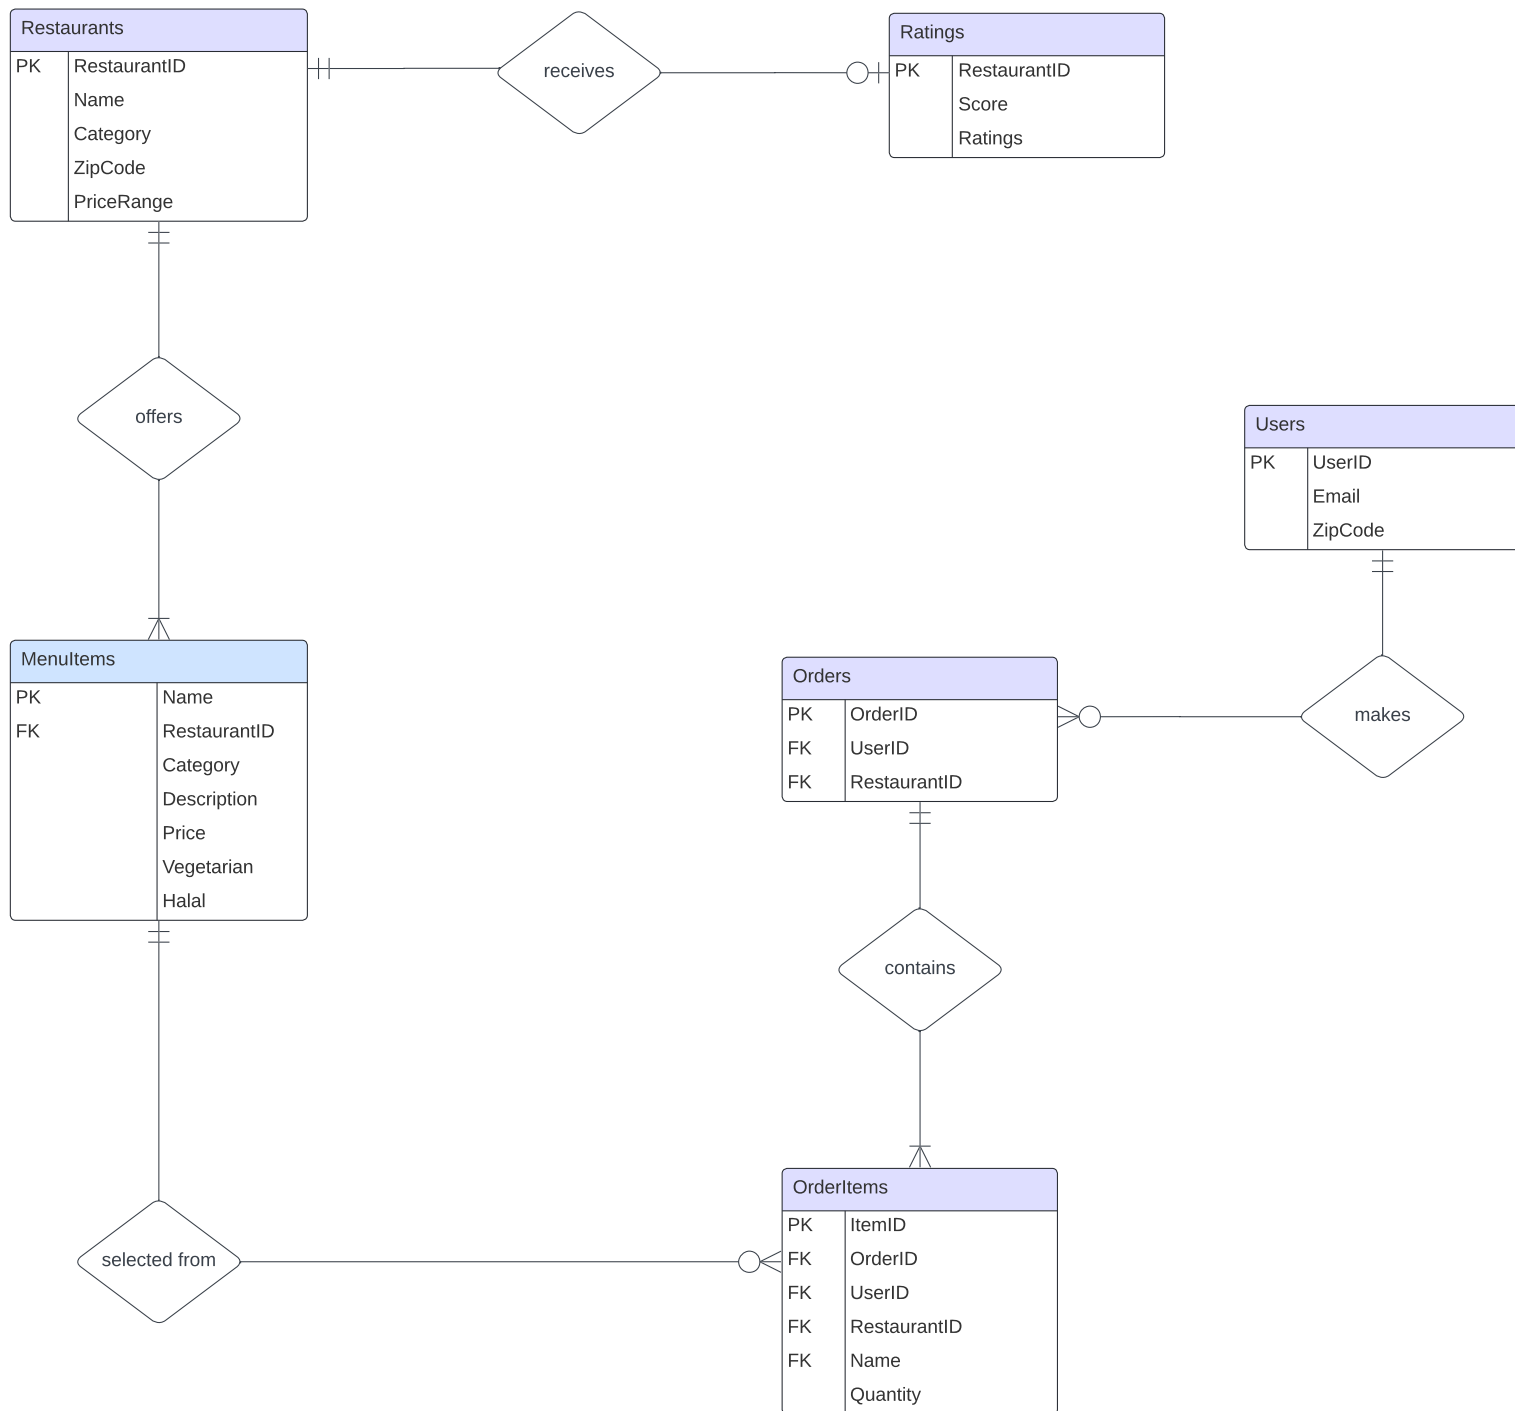 Restaurants
PK RestaurantID
Name
Category
ZipCode
PriceRange
receives
Ratings
PK RestaurantID
Score
Ratings
offers
Users
PK UserID
Email
ZipCode
MenuItems
PK Name
FK RestaurantID
Category
Description
Price
Vegetarian
Halal
Orders
PK OrderID
FK UserID
FK RestaurantID
makes
contains
selected from
OrderItems
PK ItemID
FK OrderID
FK UserID
FK RestaurantID
FK Name
Quantity